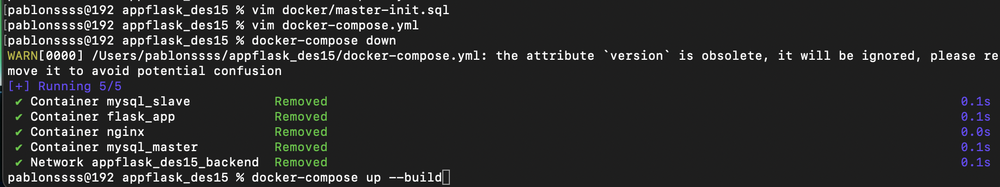 [pablonssss@192 appflask_des15 % vim docker/master-init.sql
[pablonssss@192 appflask_des15 % vim docker-compose.yml
[pablonssss@192 appflask_des15 % docker-compose down
WARN[0000] /Users/pablonssss/appflask_des15/docker-compose.yml: the attribute `version` is obsolete, it will be ignored, please re
move it to avoid potential confusion
[+] Running 5/5
✔ Container mysql_slave Removed 0.1s
✔ Container flask_app Removed 0.1s
✔ Container nginx Removed 0.0s
✔ Container mysql_master Removed 0.1s
✔ Network appflask_des15_backend Removed 0.1s
pablonssss@192 appflask_des15 % docker-compose up --build